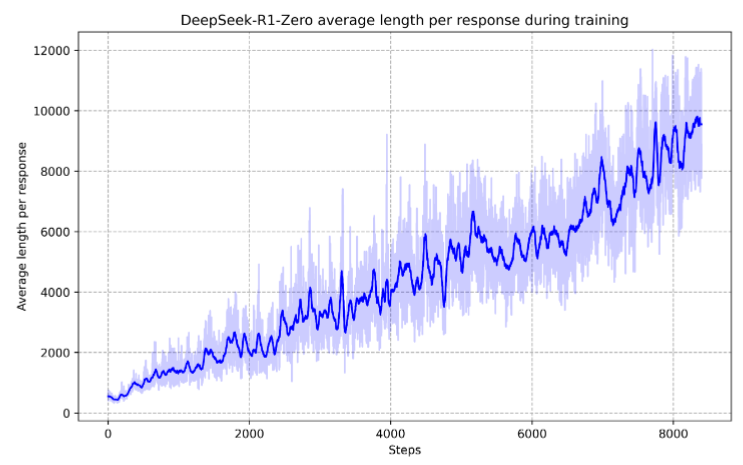 DeepSeek-R1-Zero average length per response during training
Average length per response
12000
10000
8000
6000
4000
2000
0
0 2000 4000 6000 8000
Steps